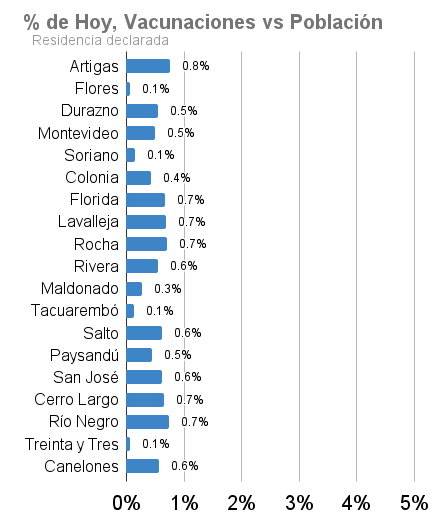 % de Hoy, Vacunaciones vs Población
Residencia declarada
Artigas 0.8%
Flores 0.1%
Durazno 0.5%
Montevideo 0.5%
Soriano 0.1%
Colonia 0.4%
Florida 0.7%
Lavalleja 0.7%
Rocha 0.7%
Rivera 0.6%
Maldonado 0.3%
Tacuarembó 0.1%
Salto 0.6%
Paysandú 0.5%
San José 0.6%
Cerro Largo 0.7%
Río Negro 0.7%
Treinta y Tres 0.1%
Canelones 0.6%
0% 1% 2% 3% 4% 5%